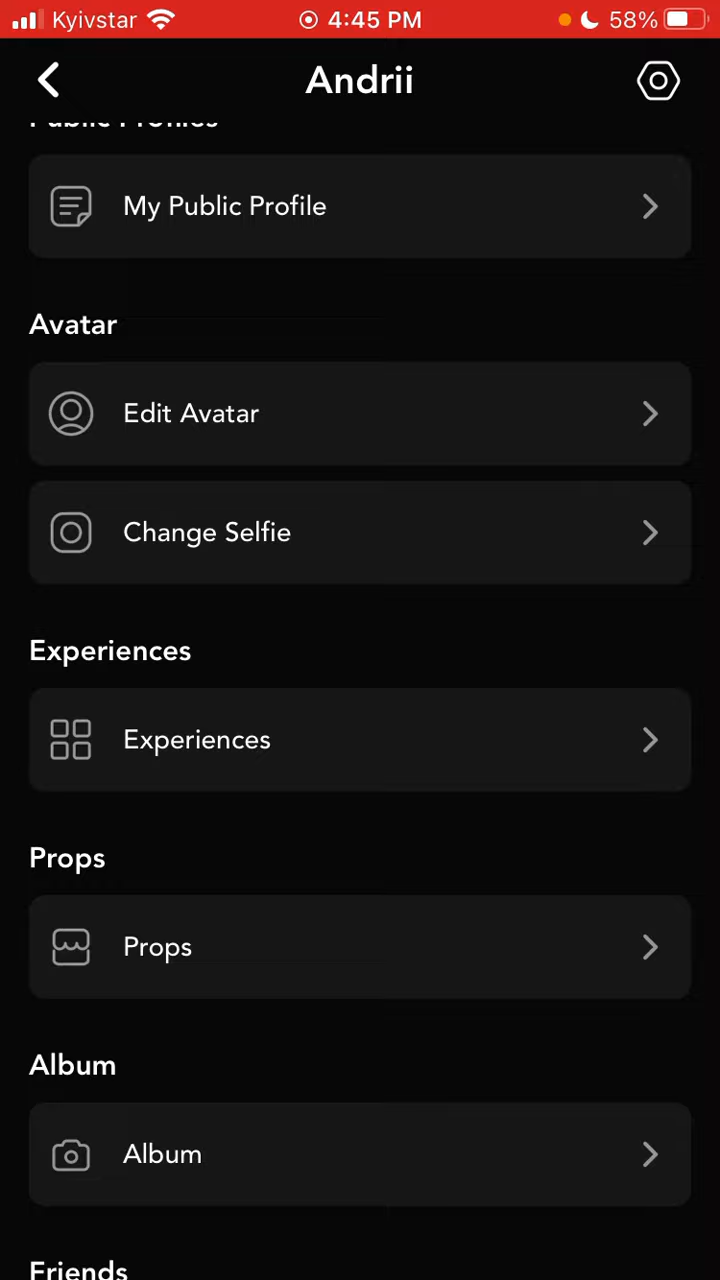 Kyivstar 4:45 PM 58%
Andrii
Public Profiles
My Public Profile
Avatar
Edit Avatar
Change Selfie
Experiences
Experiences
Props
Props
Album
Album
Friends